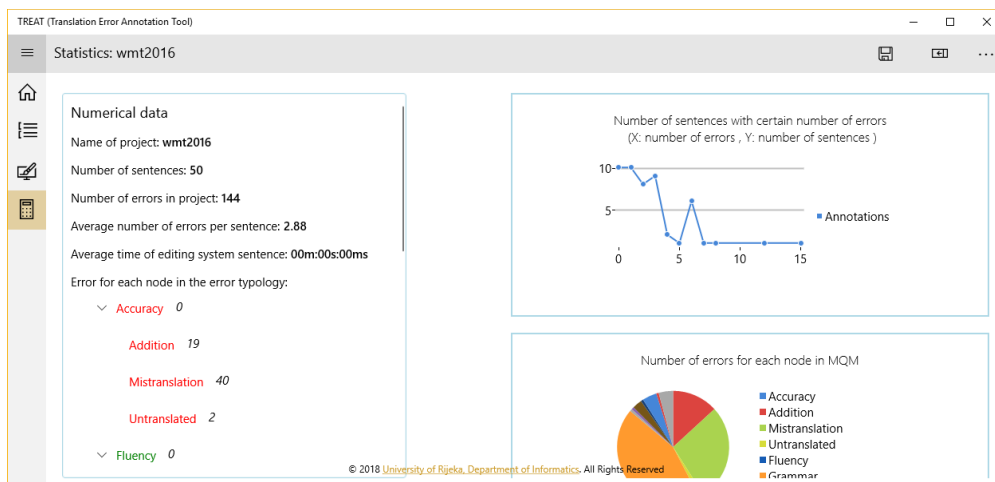 TREAT (Translation Error Annotation Tool)
Statistics: wmt2016
Numerical data
Name of project: wmt2016
Number of sentences: 50
Number of errors in project: 144
Average number of errors per sentence: 2.88
Average time of editing system sentence: 00m:00s:00ms
Error for each node in the error typology:
Accuracy 0
Addition 19
Mistranslation 40
Untranslated 2
Fluency 0
Number of sentences with certain number of errors
(X: number of errors , Y: number of sentences )
10
5
0 5 10 15
Annotations
Number of errors for each node in MQM
Accuracy
Addition
Mistranslation
Untranslated
Fluency
Grammar
© 2018 University of Rijeka, Department of Informatics. All Rights Reserved